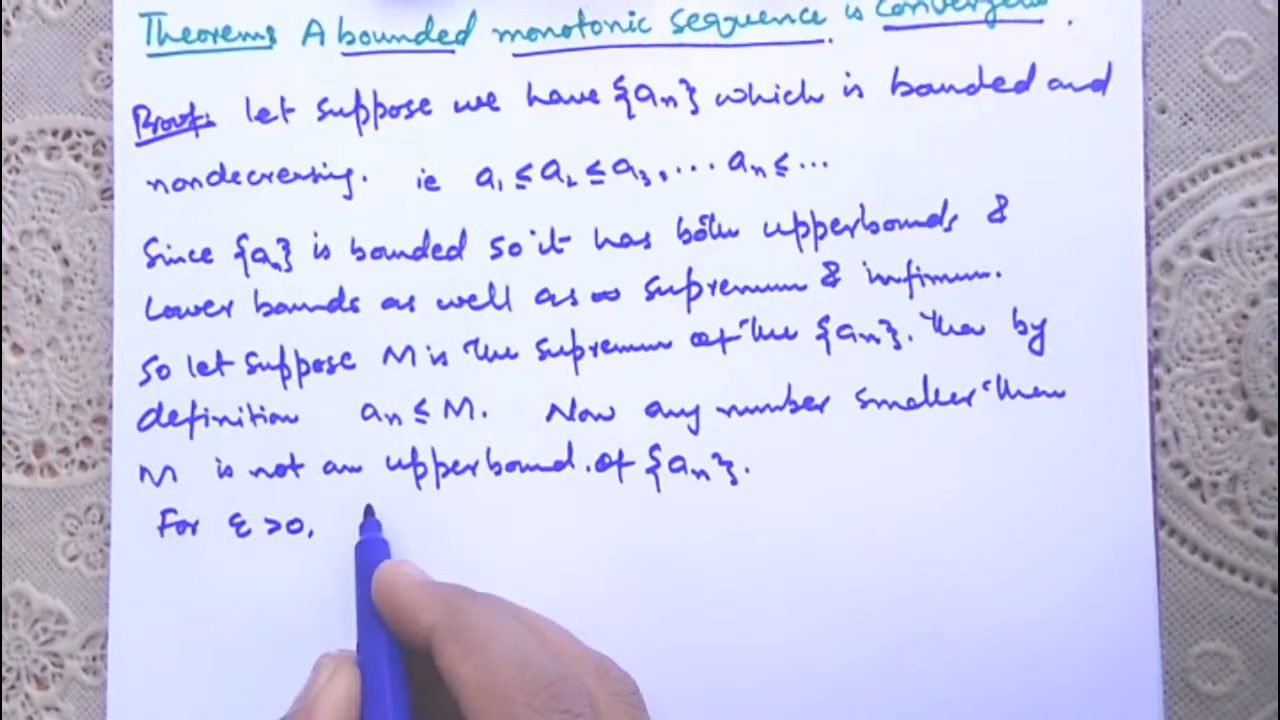 Theorem: A bounded monotonic sequence is convergent.
Proof: let suppose we have {aₙ} which is bounded and
nondecreasing. ie a₁ ≤ a₂ ≤ a₃, ... aₙ ≤ ...
Since {aₙ} is bounded so it has both upperbounds &
Lower bounds as well as supremum & infimum.
So let suppose M is the supremum of the {aₙ}. Then by
definition aₙ ≤ M. Now any number smaller than
M is not an upperbound. of {aₙ}.
For ε > 0,